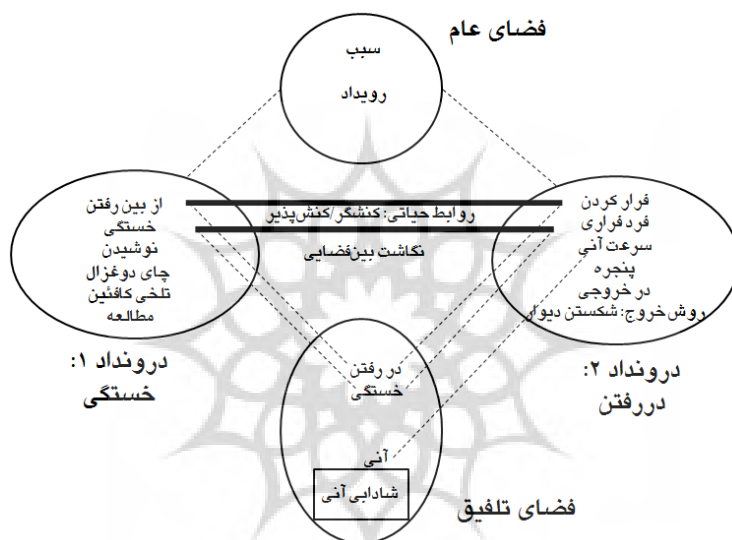 فضای عام
سبب
رویداد
از بین رفتن
خستگی
نوشیدن
چای دوغزال
تلخی کافئین
مطالعه
روابط حیاتی: کنشگر/کنش‌پذیر
نگاشت بین‌فضایی
فرار کردن
فرد فراری
سرعت آنی
پنجره
در خروجی
روش خروج: شکستن دیوار
درونداد ۱:
خستگی
درونداد ۲:
دررفتن
در رفتن
خستگی
آنی
شادابی آنی
فضای تلفیق